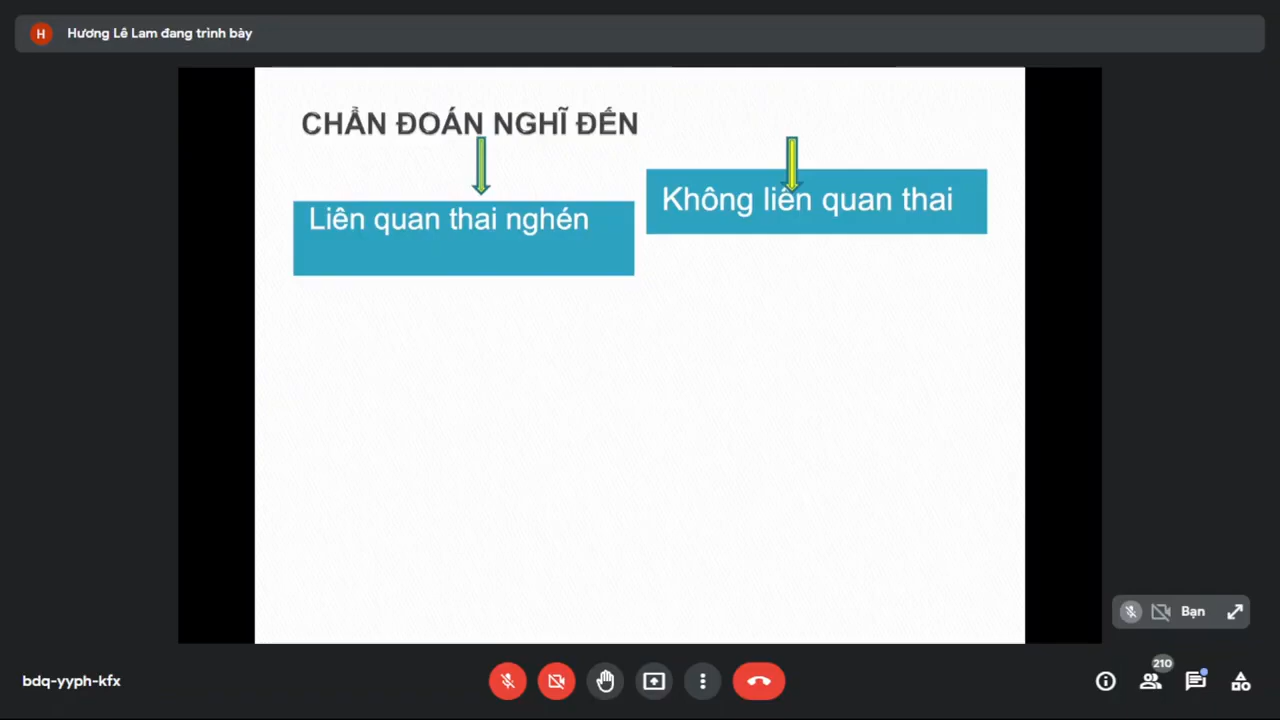 H
Hương Lê Lam đang trình bày
CHẨN ĐOÁN NGHĨ ĐẾN
Không liên quan thai
Liên quan thai nghén
Bạn
bdq-yyph-kfx
210